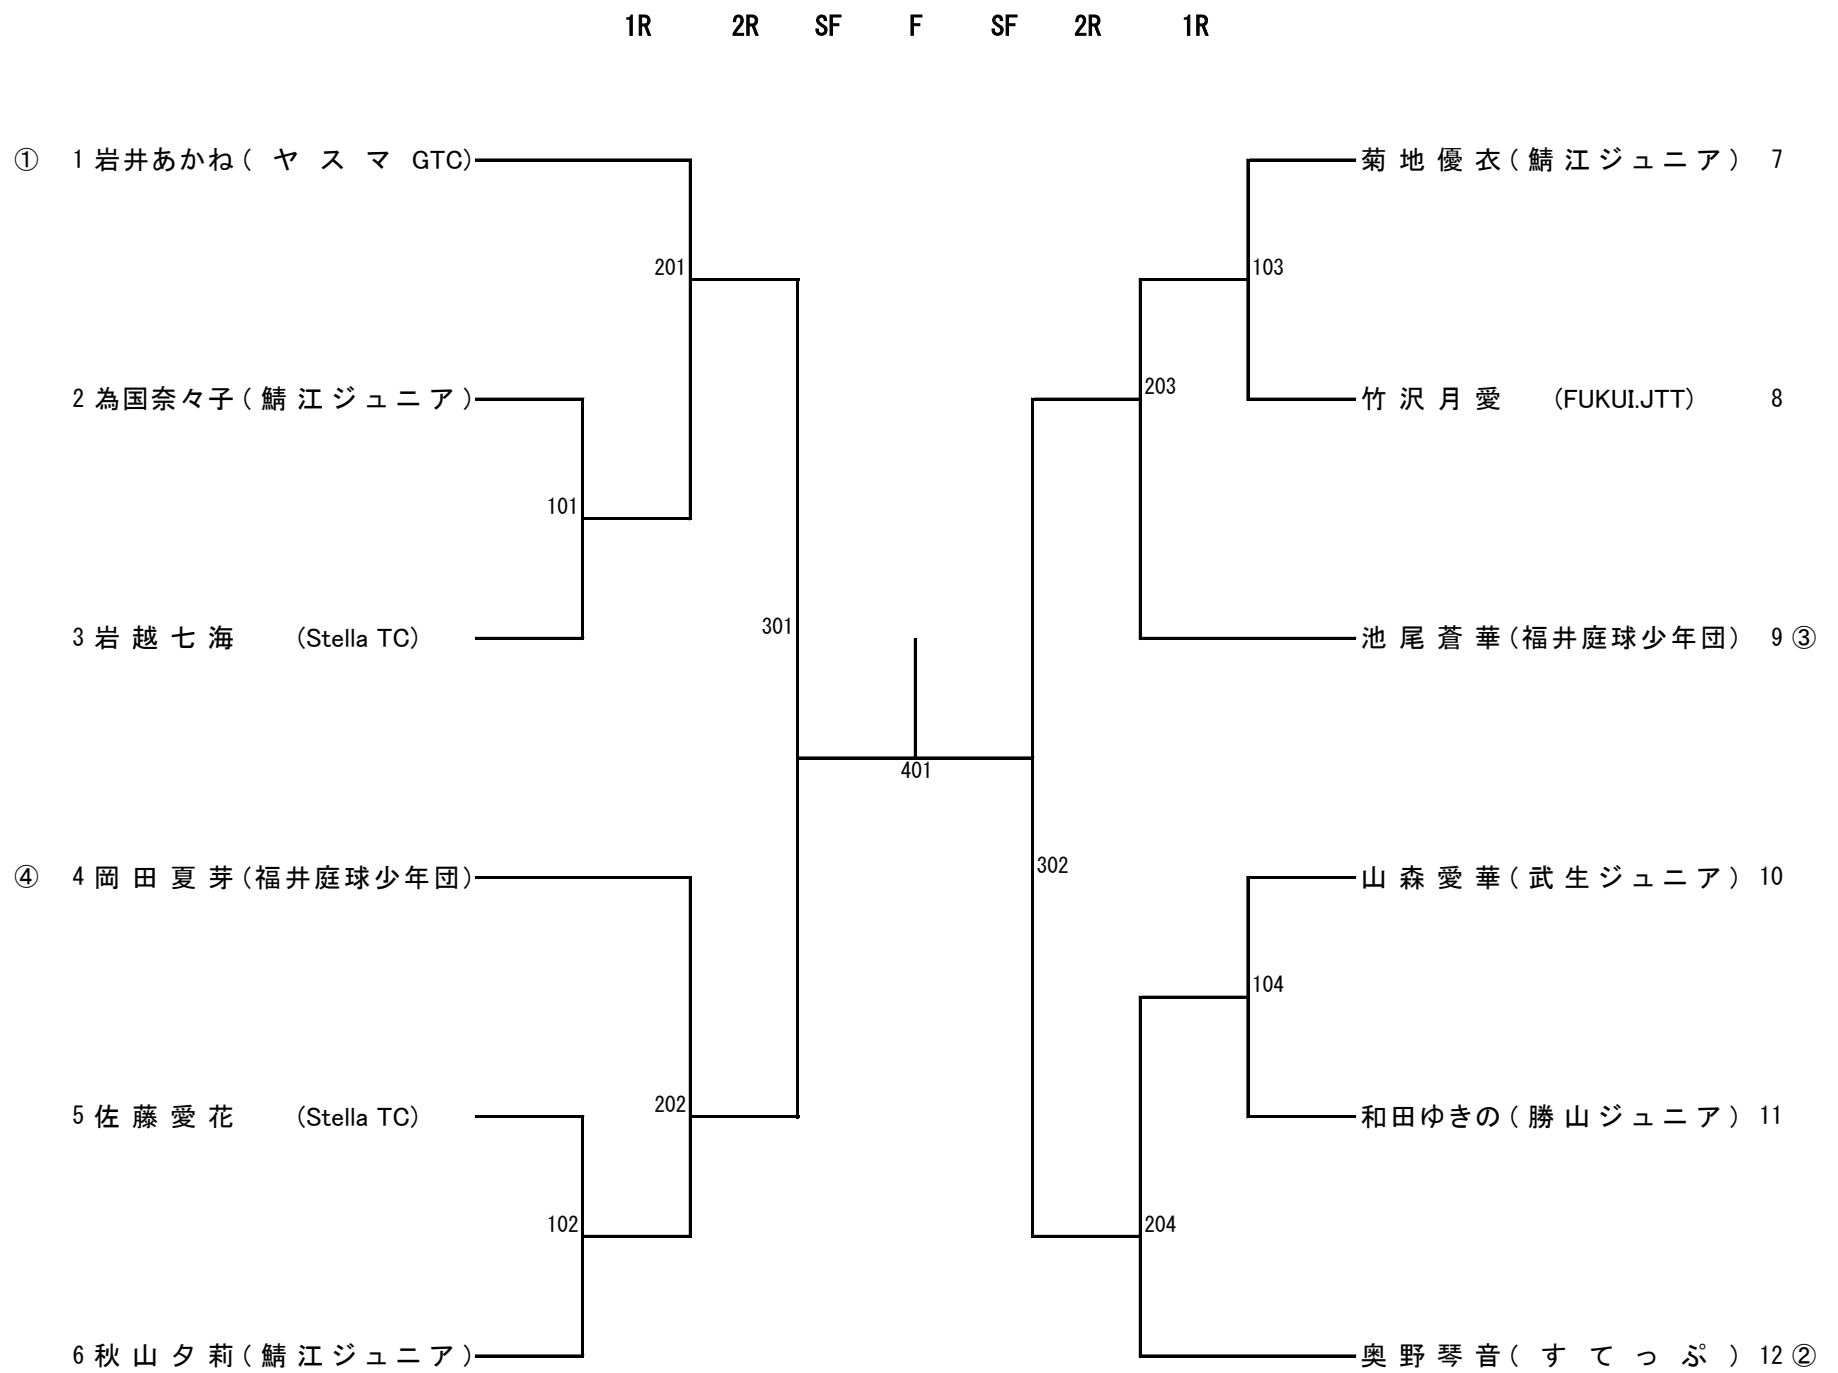 1R 2R SF F SF 2R 1R
① 1 岩井あかね(ヤスマGTC)
201
2 為国奈々子(鯖江ジュニア)
101
3 岩越七海 (Stella TC)
301
④ 4 岡田夏芽(福井庭球少年団)
5 佐藤愛花 (Stella TC)
202
102
6 秋山夕莉(鯖江ジュニア)
401
菊地優衣(鯖江ジュニア) 7
103
203
竹沢月愛 (FUKUI.JTT) 8
池尾蒼華(福井庭球少年団) 9 ③
302
山森愛華(武生ジュニア) 10
104
和田ゆきの(勝山ジュニア) 11
204
奥野琴音(すてっぷ) 12 ②